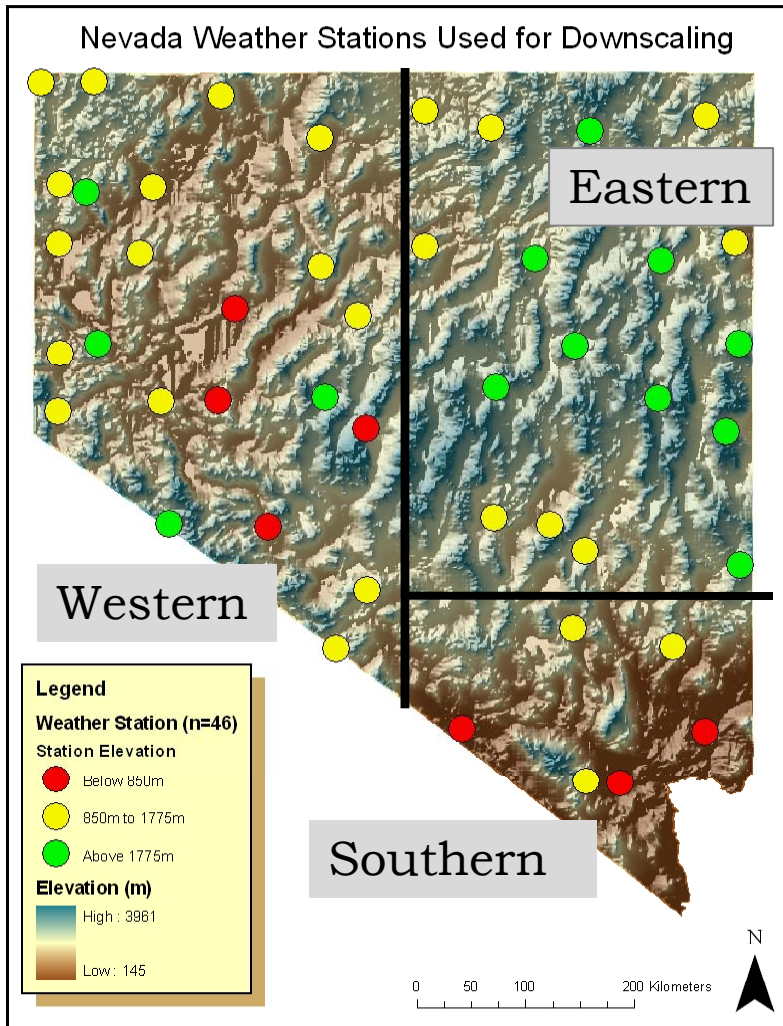 Nevada Weather Stations Used for Downscaling
Eastern
Western
Southern
Legend
Weather Station (n=46)
Station Elevation
Below 850m
850m to 1775m
Above 1775m
Elevation (m)
High : 3961
Low : 145
N
0 50 100 200 Kilometers